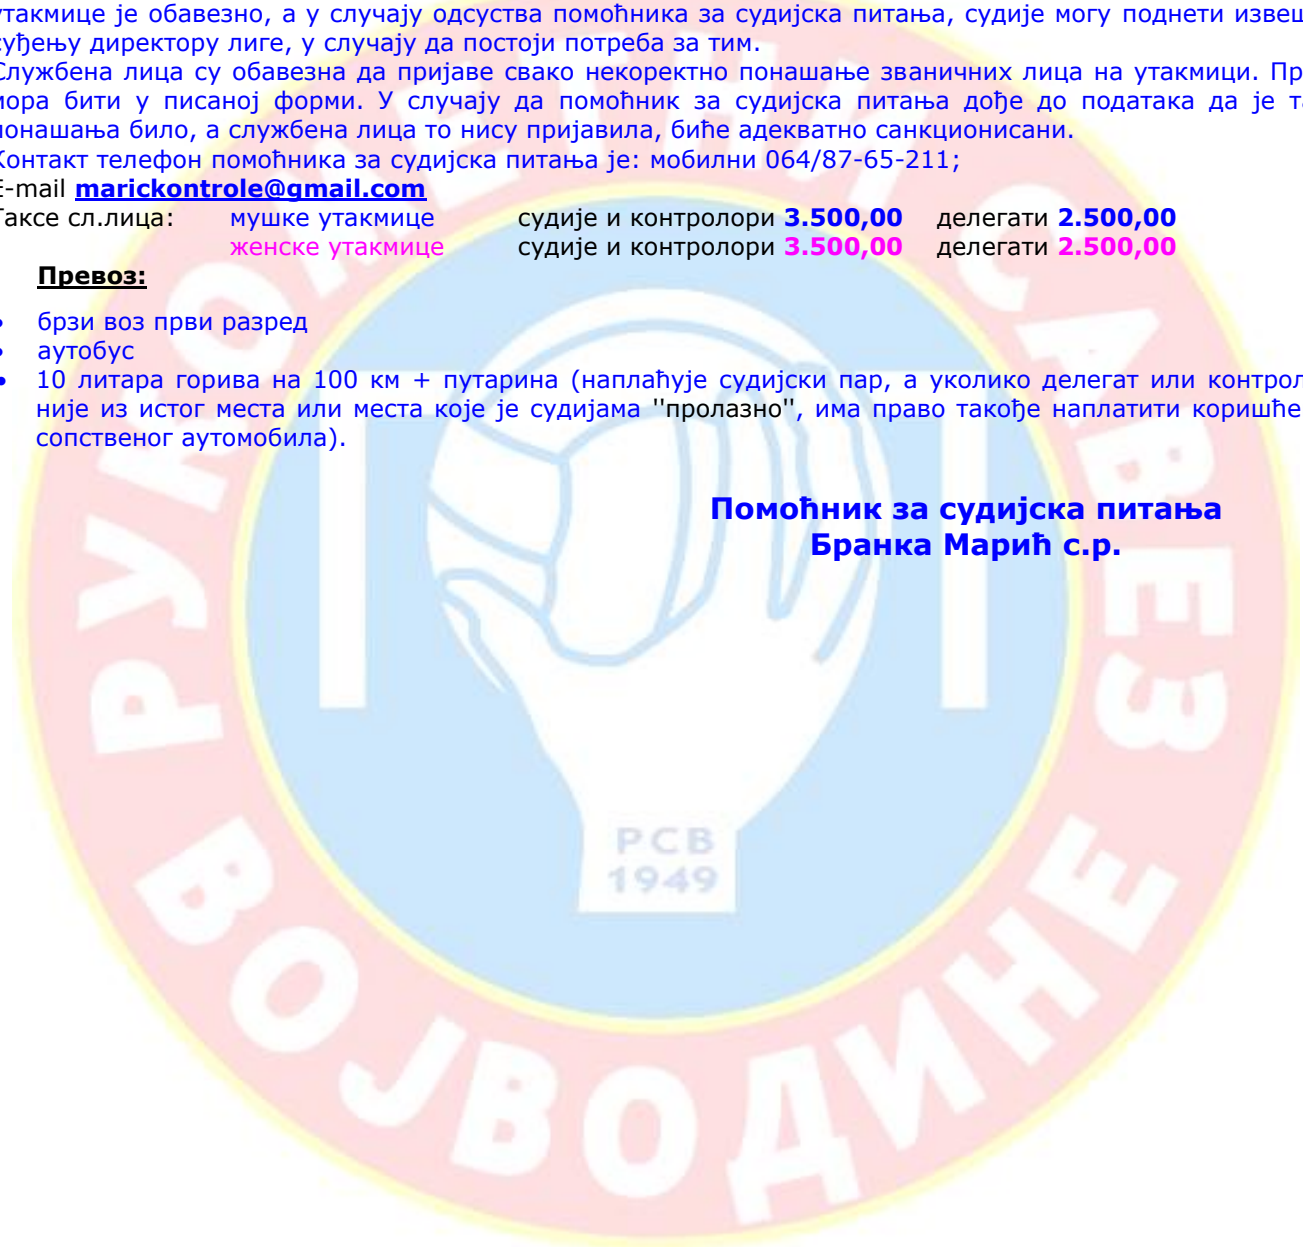 утакмице је обавезно, а у случају одсуства помоћника за судијска питања, судије могу поднети
суђењу директору лиге, у случају да постоји потреба за тим.
Службена лица су обавезна да пријаве свако некоректно понашање званичних лица на утакмици.
мора бити у писаној форми. У случају да помоћник за судијска питања дође до података да је
понашања било, а службена лица то нису пријавила, биће адекватно санкционисани.
Контакт телефон помоћника за судијска питања је: мобилни 064/87-65-211;
E-mail marickontrole@gmail.com
Таксе сл.лица: мушке утакмице судије и контролори 3.500,00 делегати 2.500,00
женске утакмице судије и контролори 3.500,00 делегати 2.500,00
Превоз:
• брзи воз први разред
• аутобус
• 10 литара горива на 100 км + путарина (наплаћује судијски пар, а уколико делегат или
није из истог места или места које је судијама "пролазно", има право такође наплатити
сопственог аутомобила).
Помоћник за судијска питања
Бранка Марић с.р.
РУКОМЕТНИ САВЕЗ
ВОЈВОДИНЕ
РСВ
1949